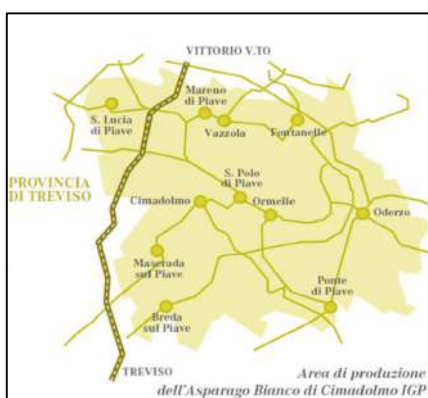 VITTORIO V.TO
Mareno
di Piave
S. Lucia
di Piave
Vazzola
Fontanelle
PROVINCIA
DI TREVISO
S. Polo
di Piave
Cimadolmo
Ormelle
Oderzo
Maserada
sul Piave
Ponte
di Piave
Breda
sul Piave
TREVISO
Area di produzione
dell'Asparago Bianco di Cimadolmo IGP